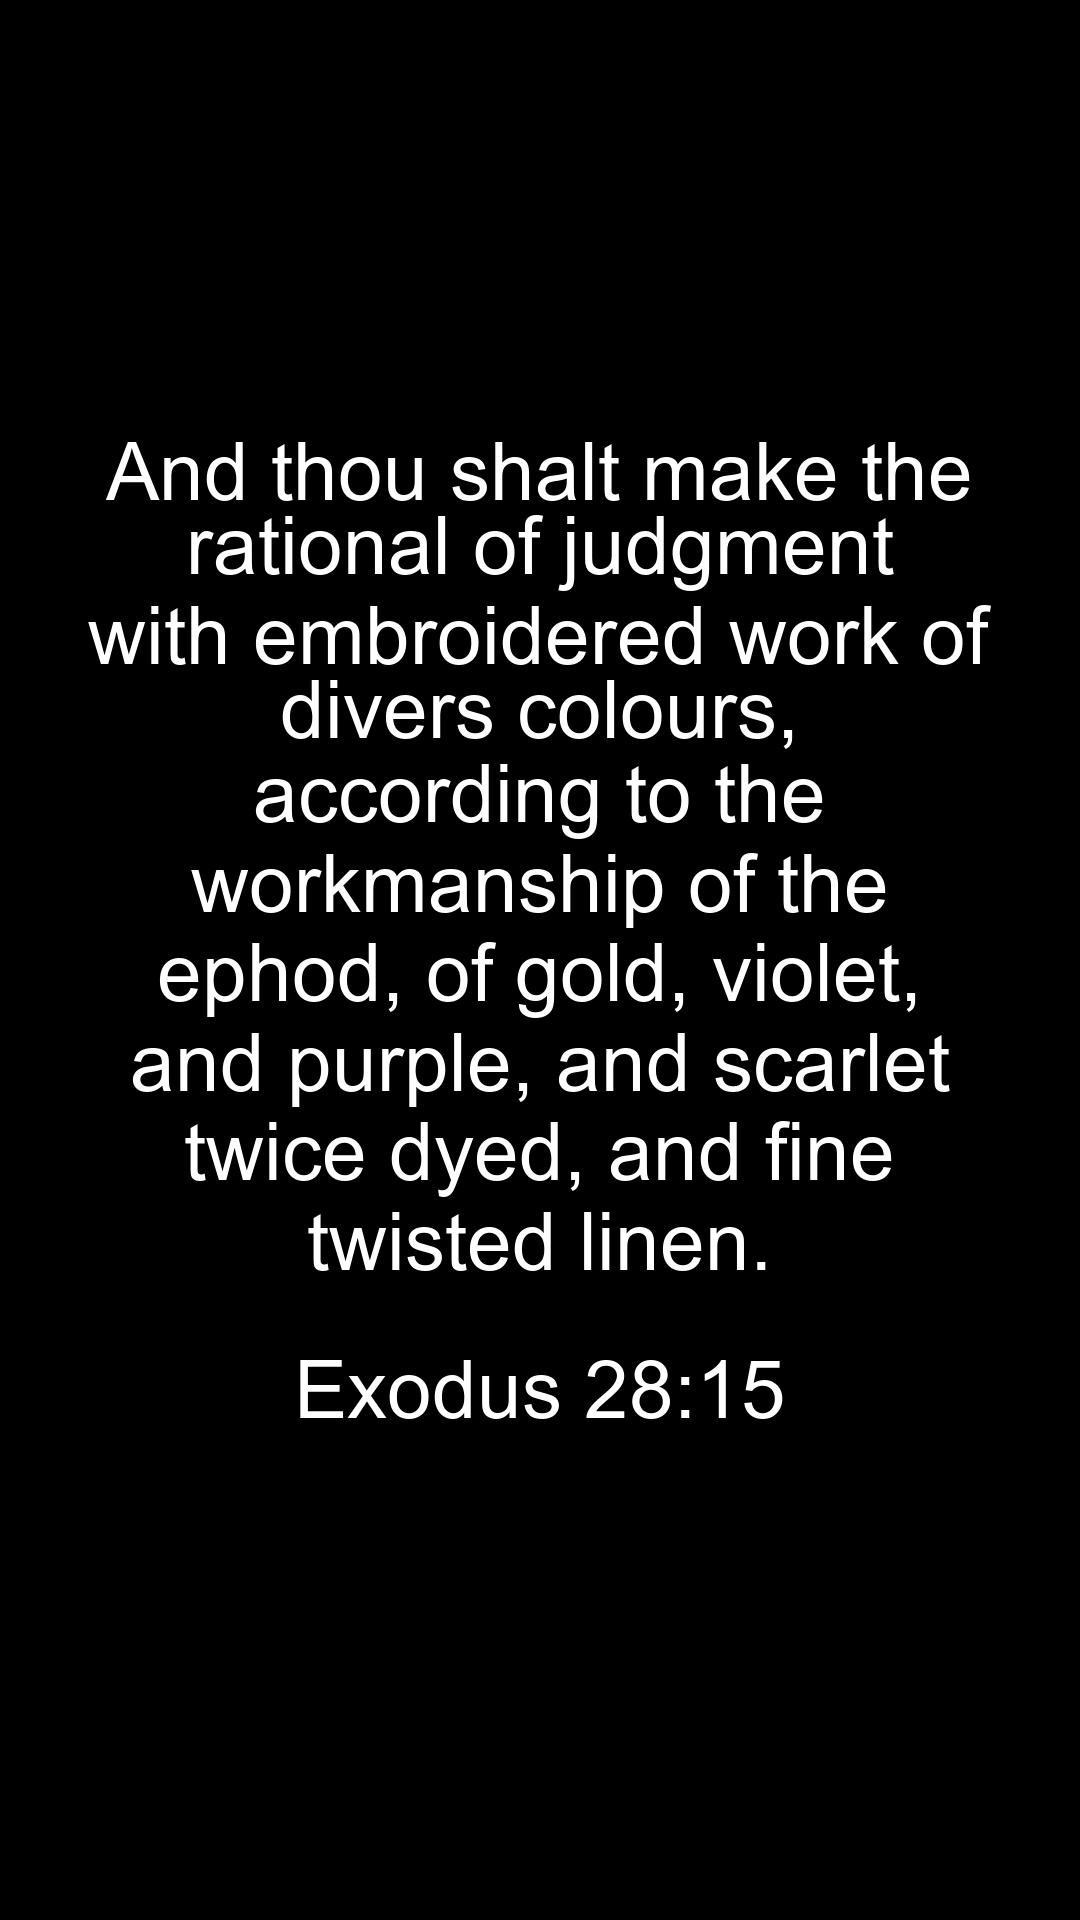 And thou shalt make the
rational of judgment
with embroidered work of
divers colours,
according to the
workmanship of the
ephod, of gold, violet,
and purple, and scarlet
twice dyed, and fine
twisted linen.
Exodus 28:15